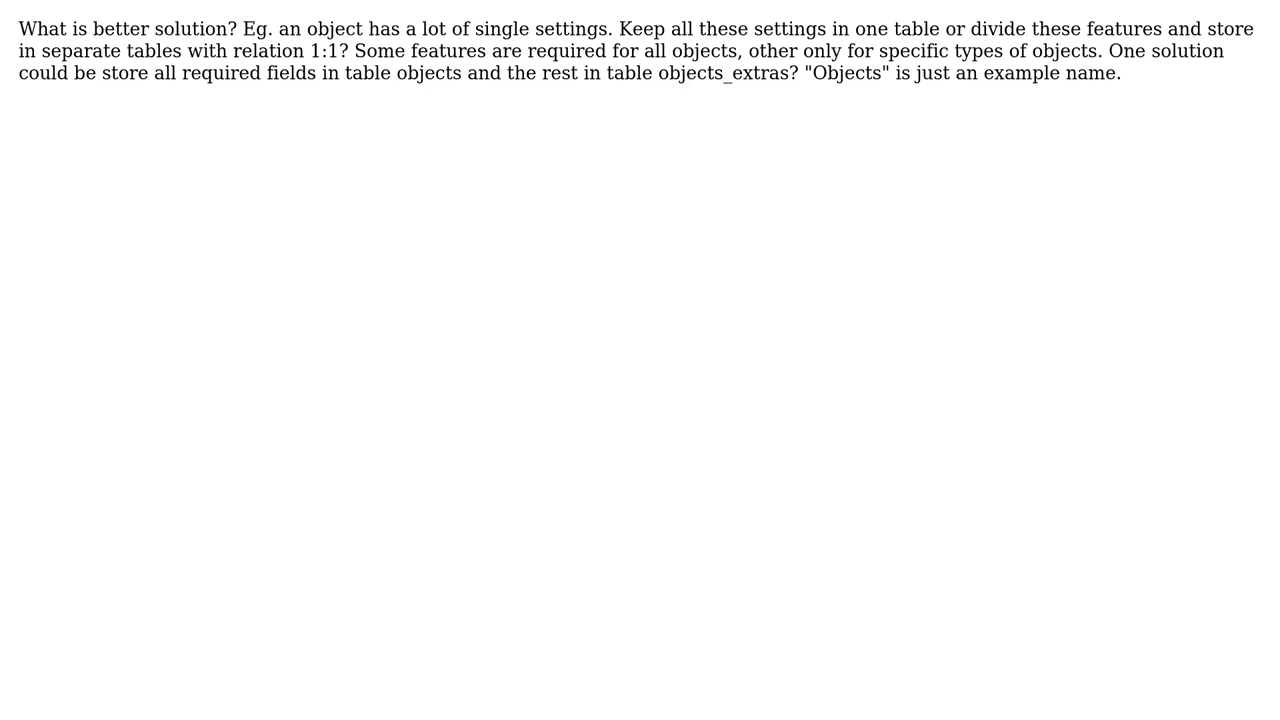 What is better solution? Eg. an object has a lot of single settings. Keep all these settings in one table or divide these features and store
in separate tables with relation 1:1? Some features are required for all objects, other only for specific types of objects. One solution
could be store all required fields in table objects and the rest in table objects_extras? "Objects" is just an example name.